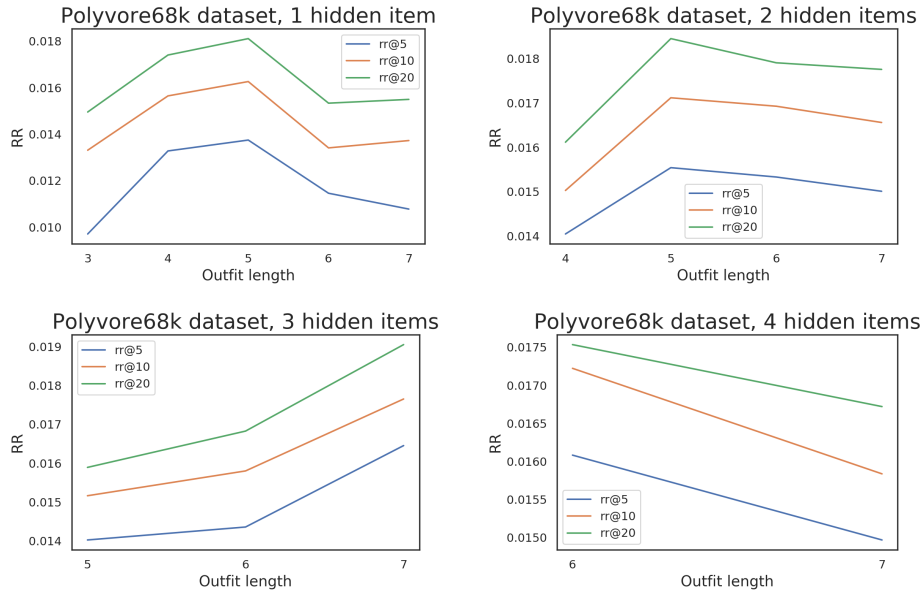 Polyvore68k dataset, 1 hidden item
RR
0.018
0.016
0.014
0.012
0.010
rr@5
rr@10
rr@20
3 4 5 6 7
Outfit length
Polyvore68k dataset, 2 hidden items
RR
0.018
0.017
0.016
0.015
0.014
rr@5
rr@10
rr@20
4 5 6 7
Outfit length
Polyvore68k dataset, 3 hidden items
RR
0.019
0.018
0.017
0.016
0.015
0.014
rr@5
rr@10
rr@20
5 6 7
Outfit length
Polyvore68k dataset, 4 hidden items
RR
0.0175
0.0170
0.0165
0.0160
0.0155
0.0150
rr@5
rr@10
rr@20
6 7
Outfit length